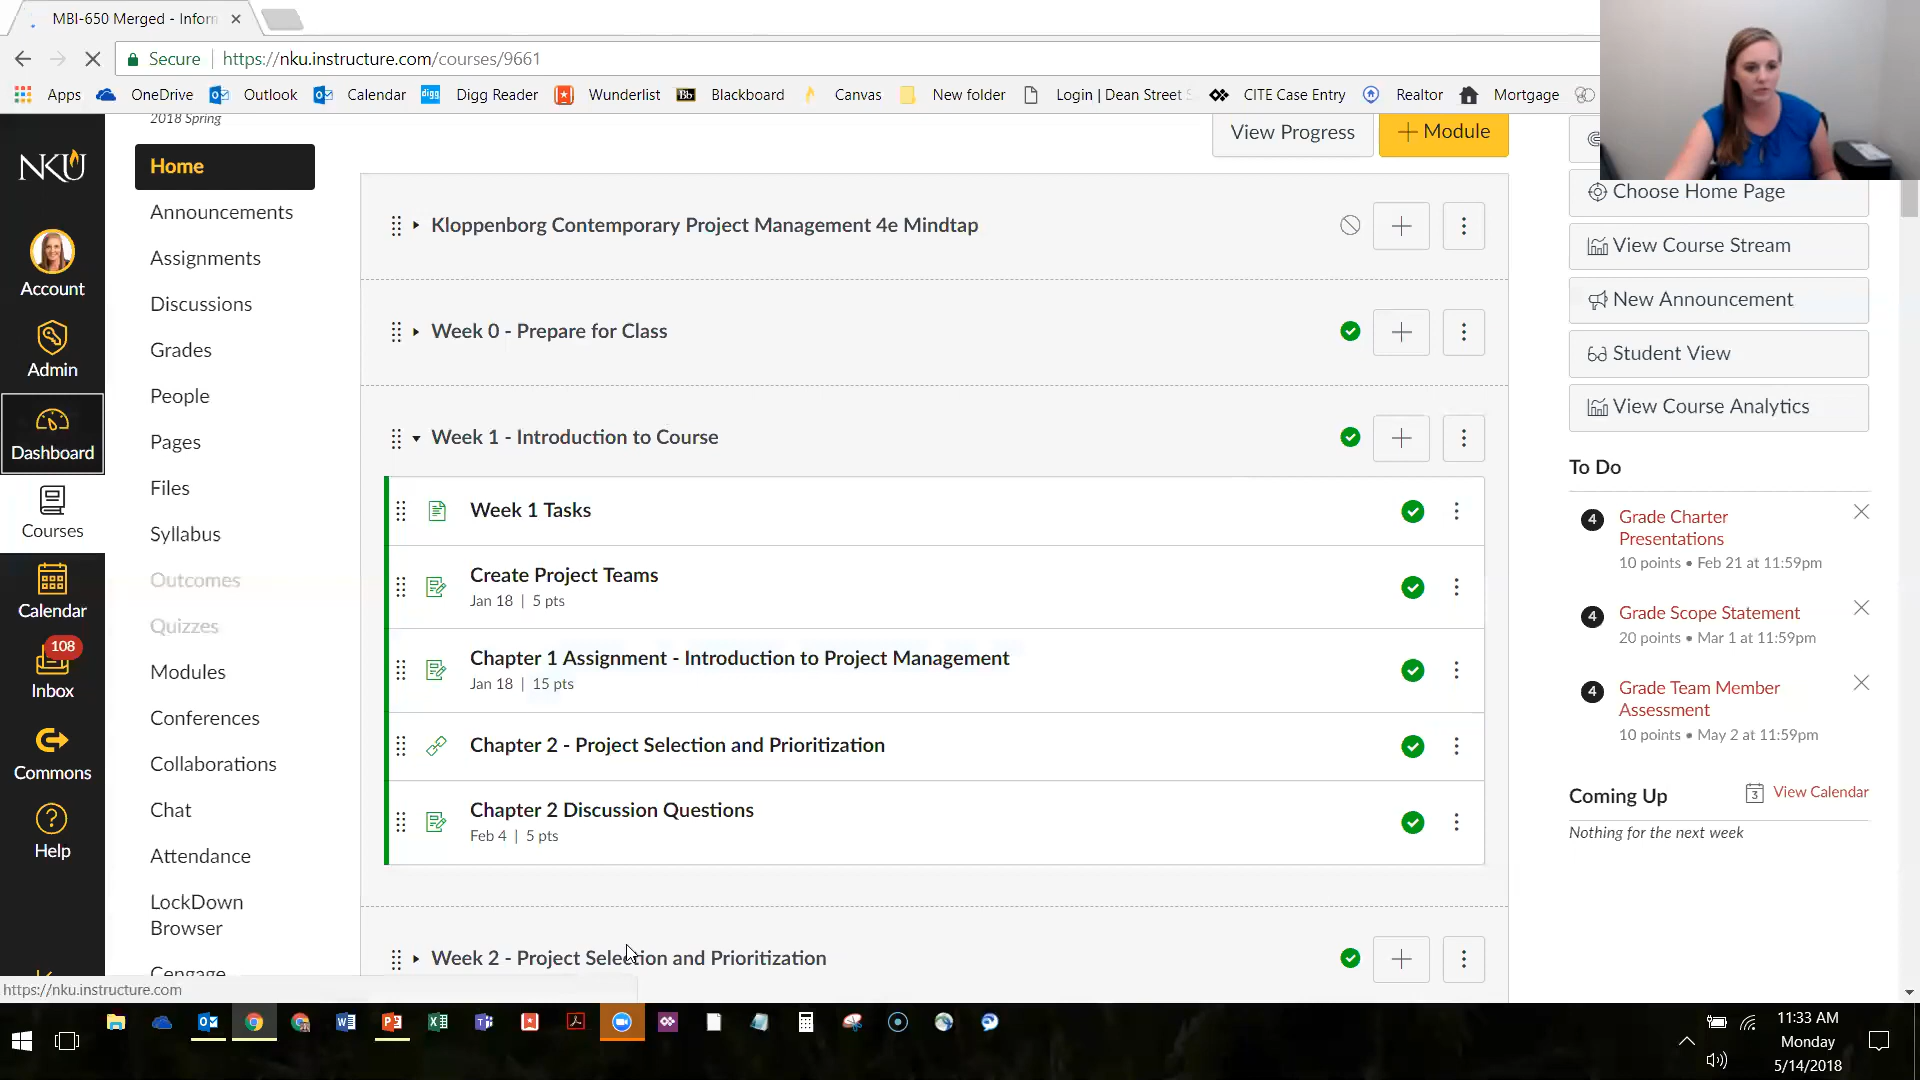 MBI-650 Merged - Inform
Secure
https://nku.instructure.com/courses/9661
Apps
OneDrive
Outlook
Calendar
Digg Reader
Wunderlist
Bb
Blackboard
Canvas
New folder
Login | Dean Street S
CITE Case Entry
Realtor
Mortgage
2018 Spring
View Progress
+ Module
NKU
Account
Admin
Dashboard
Courses
Calendar
108
Inbox
Commons
Help
Home
Announcements
Assignments
Discussions
Grades
People
Pages
Files
Syllabus
Outcomes
Quizzes
Modules
Conferences
Collaborations
Chat
Attendance
LockDown
Browser
Cengage
Kloppenborg Contemporary Project Management 4e Mindtap
Week 0 - Prepare for Class
Week 1 - Introduction to Course
Week 1 Tasks
Create Project Teams
Jan 18 | 5 pts
Chapter 1 Assignment - Introduction to Project Management
Jan 18 | 15 pts
Chapter 2 - Project Selection and Prioritization
Chapter 2 Discussion Questions
Feb 4 | 5 pts
Week 2 - Project Selection and Prioritization
Choose Home Page
View Course Stream
New Announcement
Student View
View Course Analytics
To Do
4
Grade Charter
Presentations
10 points • Feb 21 at 11:59pm
4
Grade Scope Statement
20 points • Mar 1 at 11:59pm
4
Grade Team Member
Assessment
10 points • May 2 at 11:59pm
Coming Up
3
View Calendar
Nothing for the next week
https://nku.instructure.com
11:33 AM
Monday
5/14/2018